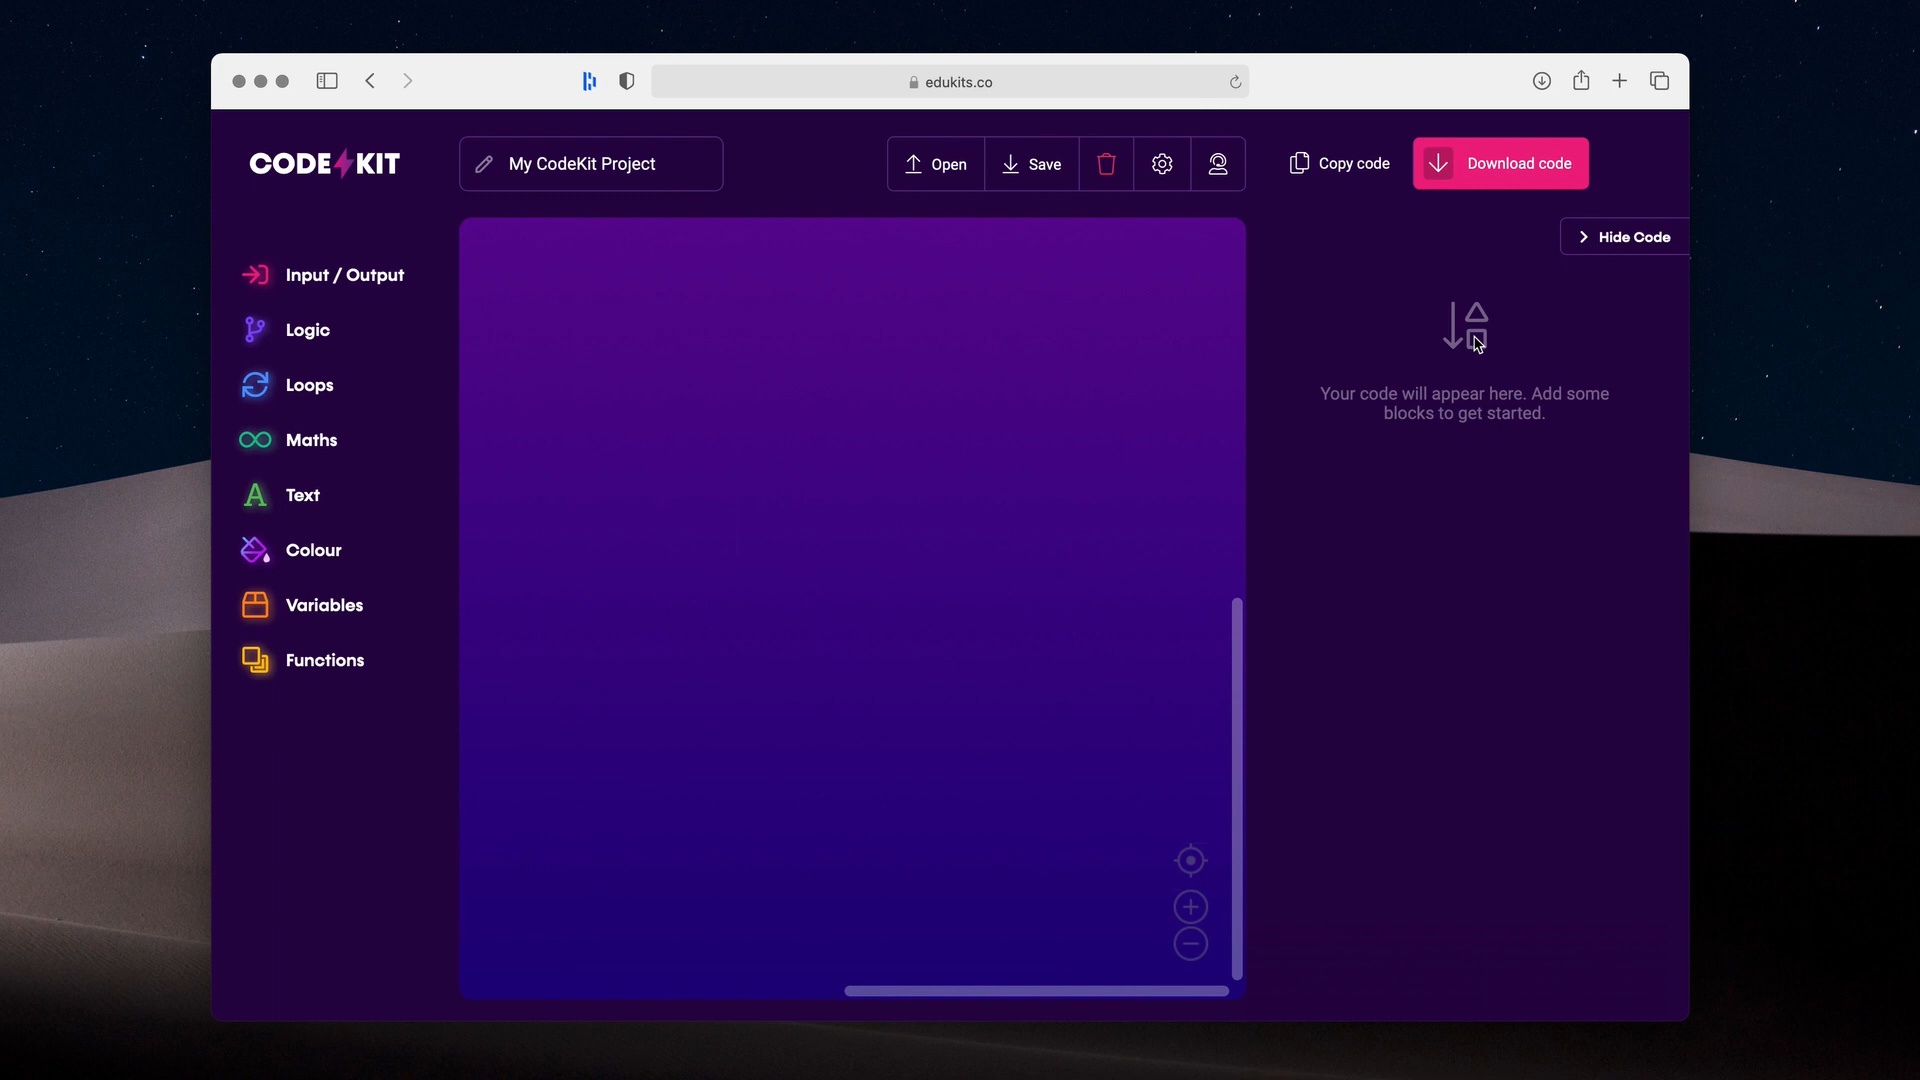 edukits.co
CODE KIT
My CodeKit Project
Open
Save
Copy code
Download code
Hide Code
Input / Output
Logic
Loops
Maths
Text
Colour
Variables
Functions
Your code will appear here. Add some
blocks to get started.